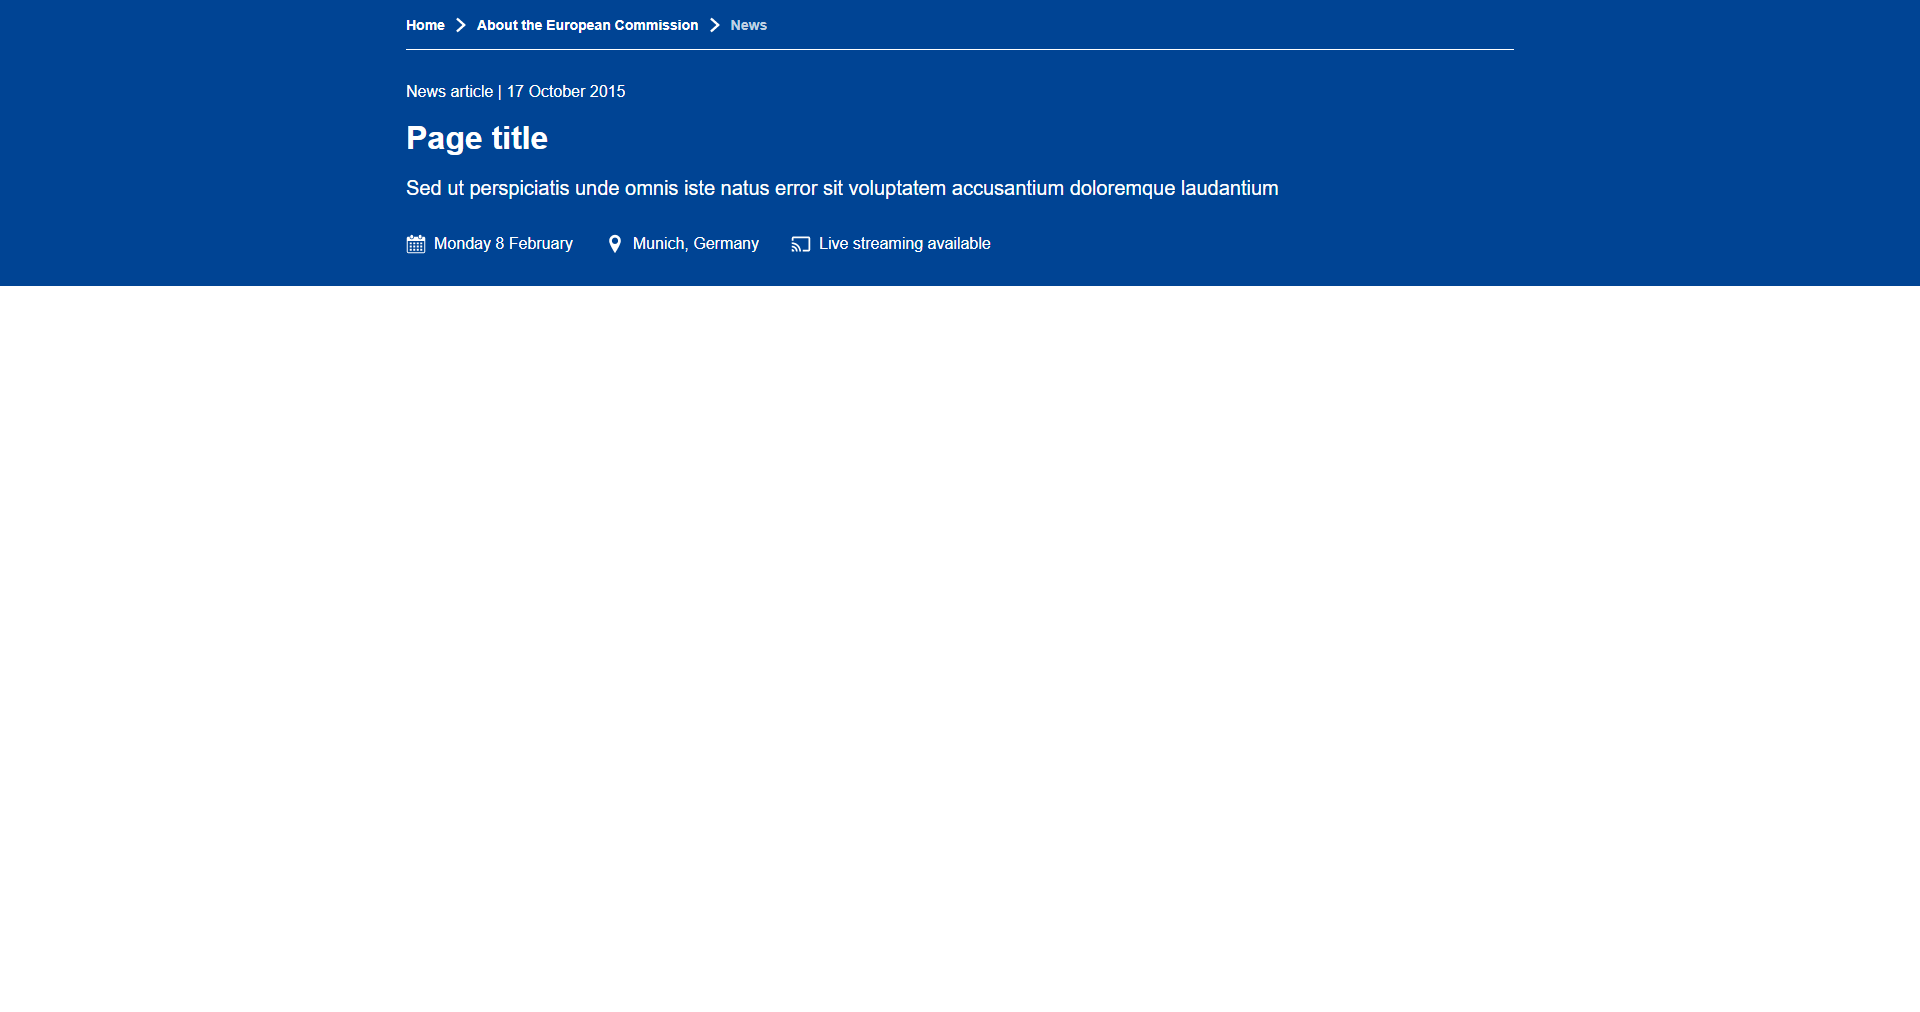 Home About the European Commission News
News article | 17 October 2015
Page title
Sed ut perspiciatis unde omnis iste natus error sit voluptatem accusantium doloremque laudantium
Monday 8 February Munich, Germany Live streaming available